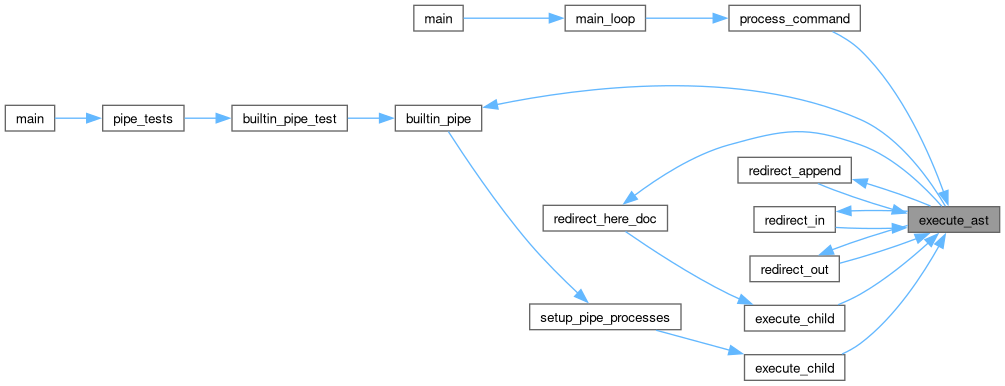 main
main_loop
process_command
main
pipe_tests
builtin_pipe_test
builtin_pipe
redirect_append
redirect_here_doc
redirect_in
execute_ast
redirect_out
setup_pipe_processes
execute_child
execute_child